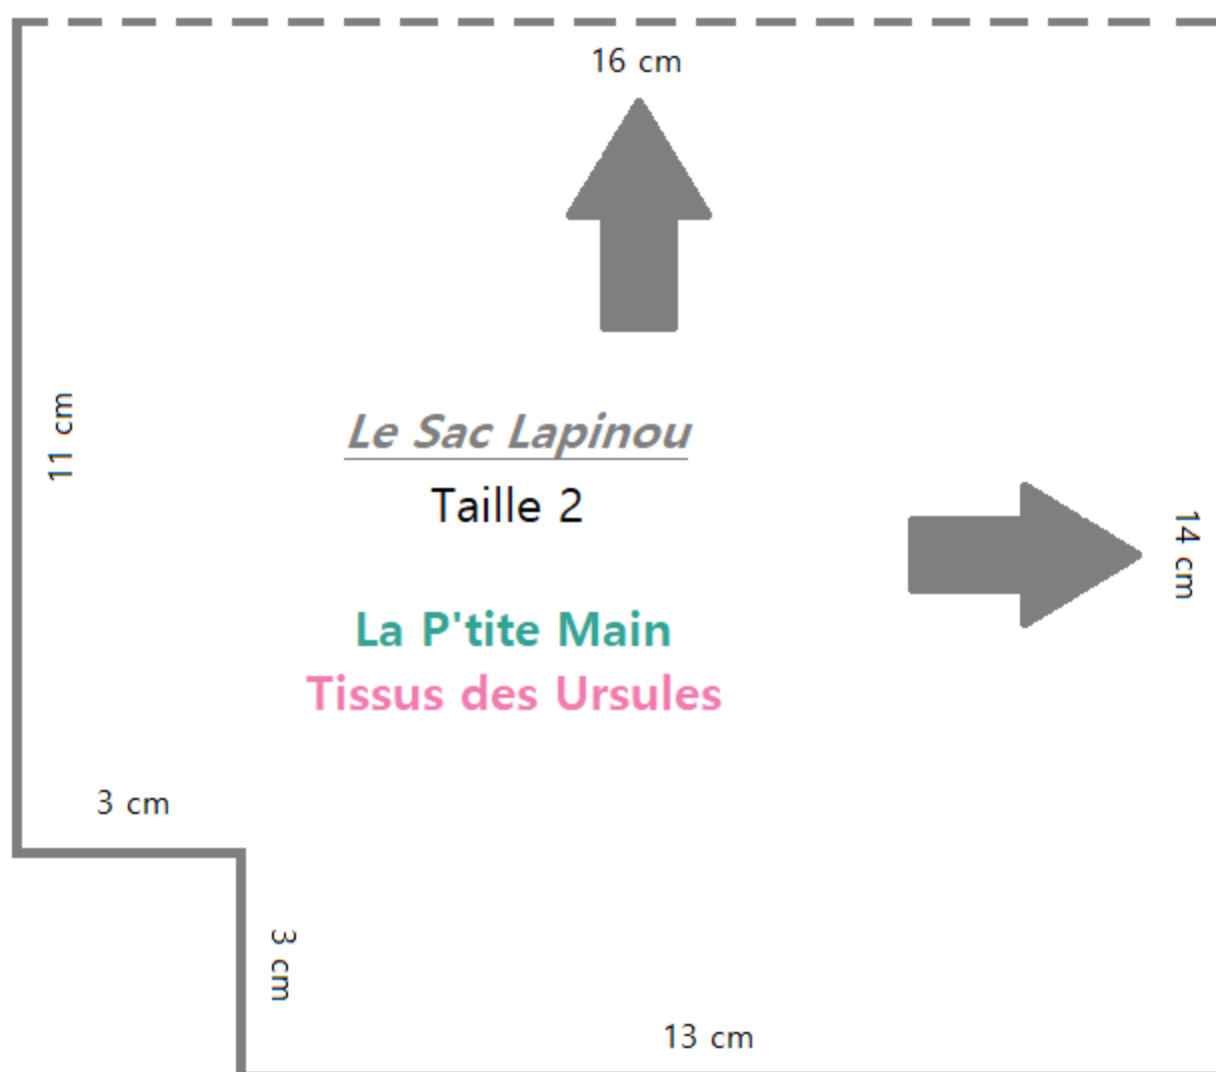 16 cm
11 cm
Le Sac Lapinou
Taille 2
14 cm
La P'tite Main
Tissus des Ursules
3 cm
3 cm
13 cm